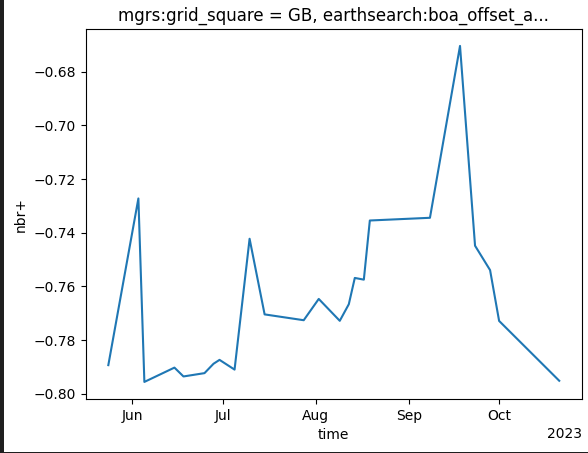 mgrs:grid_square = GB, earthsearch:boa_offset_a...
−0.68
−0.70
−0.72
−0.74
−0.76
−0.78
−0.80
nbr+
Jun Jul Aug Sep Oct
time
2023